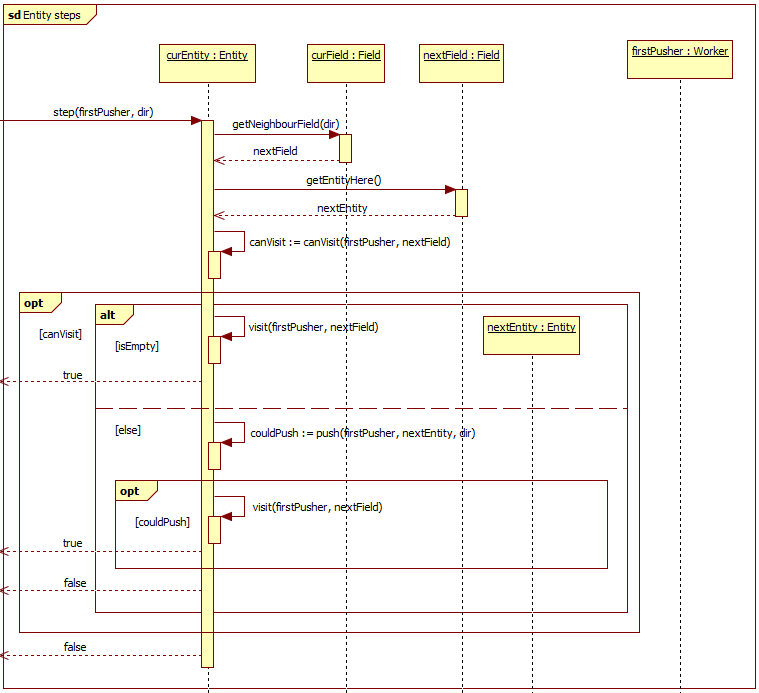 sd Entity steps
curEntity : Entity
curField : Field
nextField : Field
firstPusher : Worker
step(firstPusher, dir)
getNeighbourField(dir)
nextField
getEntityHere()
nextEntity
canVisit := canVisit(firstPusher, nextField)
opt
alt
[canVisit]
[isEmpty]
visit(firstPusher, nextField)
nextEntity : Entity
true
[else]
couldPush := push(firstPusher, nextEntity, dir)
opt
[couldPush]
visit(firstPusher, nextField)
true
false
false